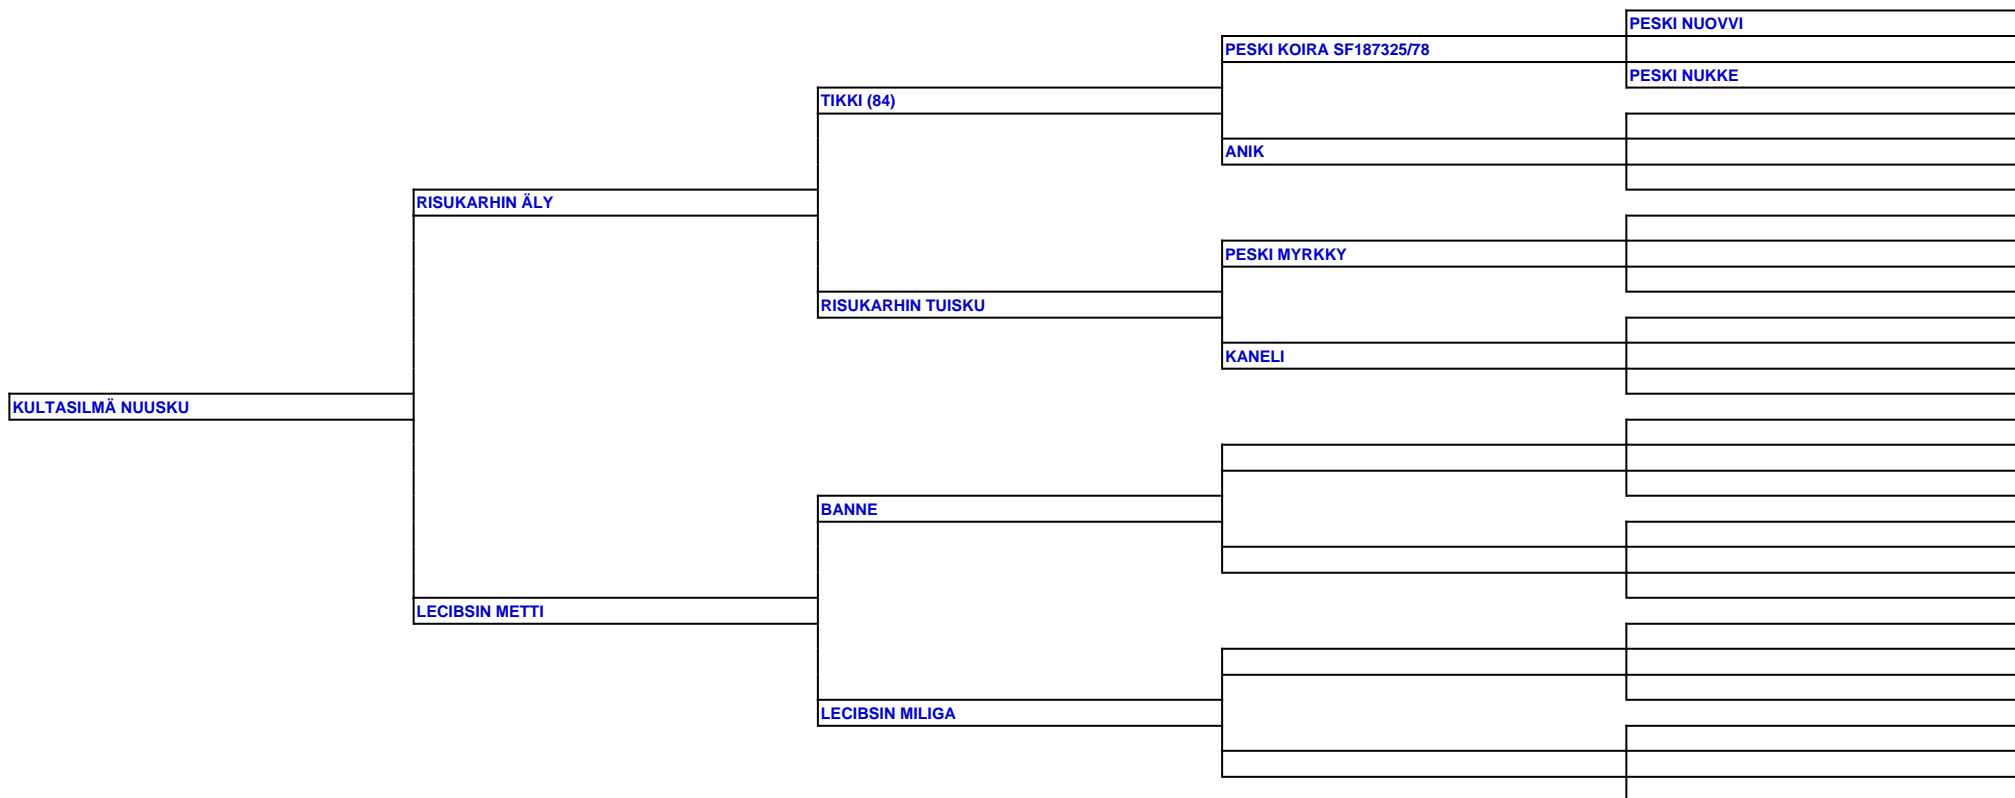 PESKI NUOVVI
PESKI KOIRA SF187325/78
PESKI NUKKE
TIKKI (84)
ANIK
RISUKARHIN ÄLY
PESKI MYRKKY
RISUKARHIN TUISKU
KANELI
KULTASILMÄ NUUSKU
BANNE
LECIBSIN METTI
LECIBSIN MILIGA